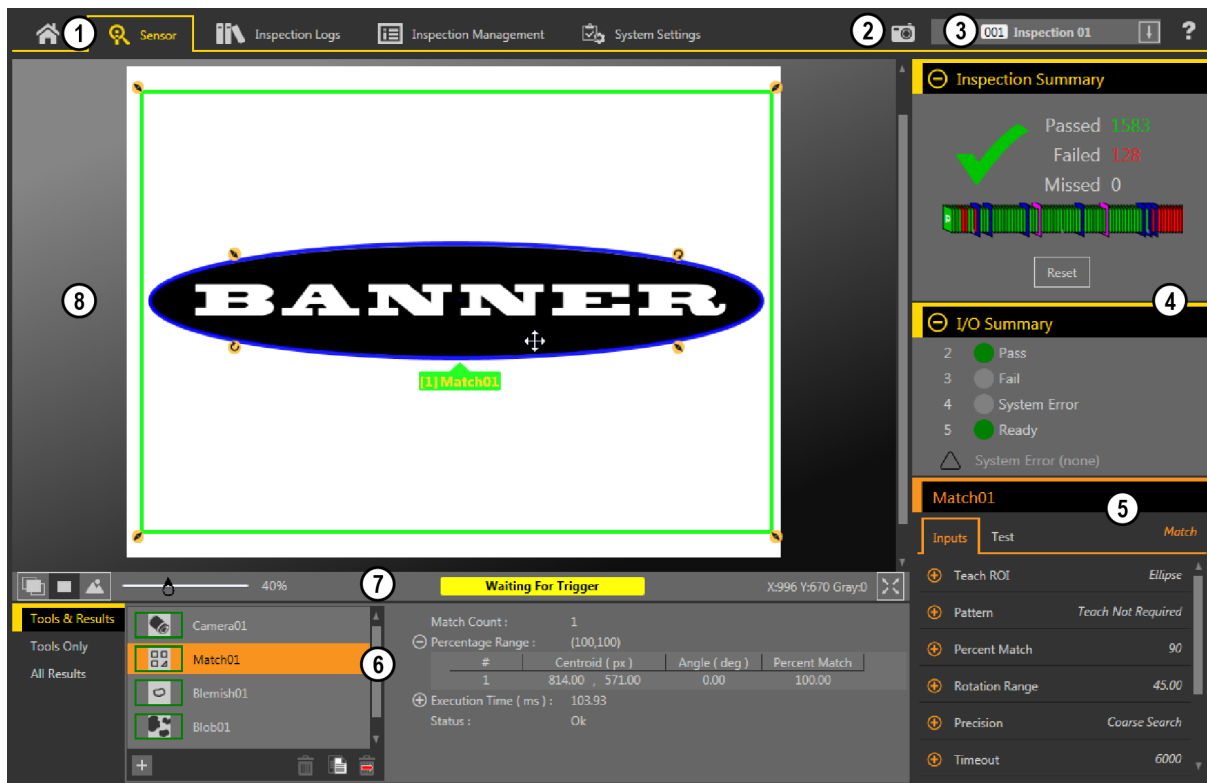 1 Sensor Inspection Logs Inspection Management System Settings 2 3 001 Inspection 01 ?
Inspection Summary
Passed 1583
Failed 128
Missed 0
Reset
4
8
BANNER
[1] Match01
I/O Summary
2 Pass
3 Fail
4 System Error
5 Ready
System Error (none)
Match01
5
Inputs Test Match
Teach ROI Ellipse
Pattern Teach Not Required
Percent Match 90
Rotation Range 45.00
Precision Coarse Search
Timeout 6000
40% 7 Waiting For Trigger X:996 Y:670 Gray:0
Tools & Results
Tools Only
All Results
Camera01
Match01
6
Blemish01
Blob01
Match Count : 1
Percentage Range : (100,100)
# Centroid ( px ) Angle ( deg ) Percent Match
1 814.00 , 571.00 0.00 100.00
Execution Time ( ms ) : 103.93
Status : Ok